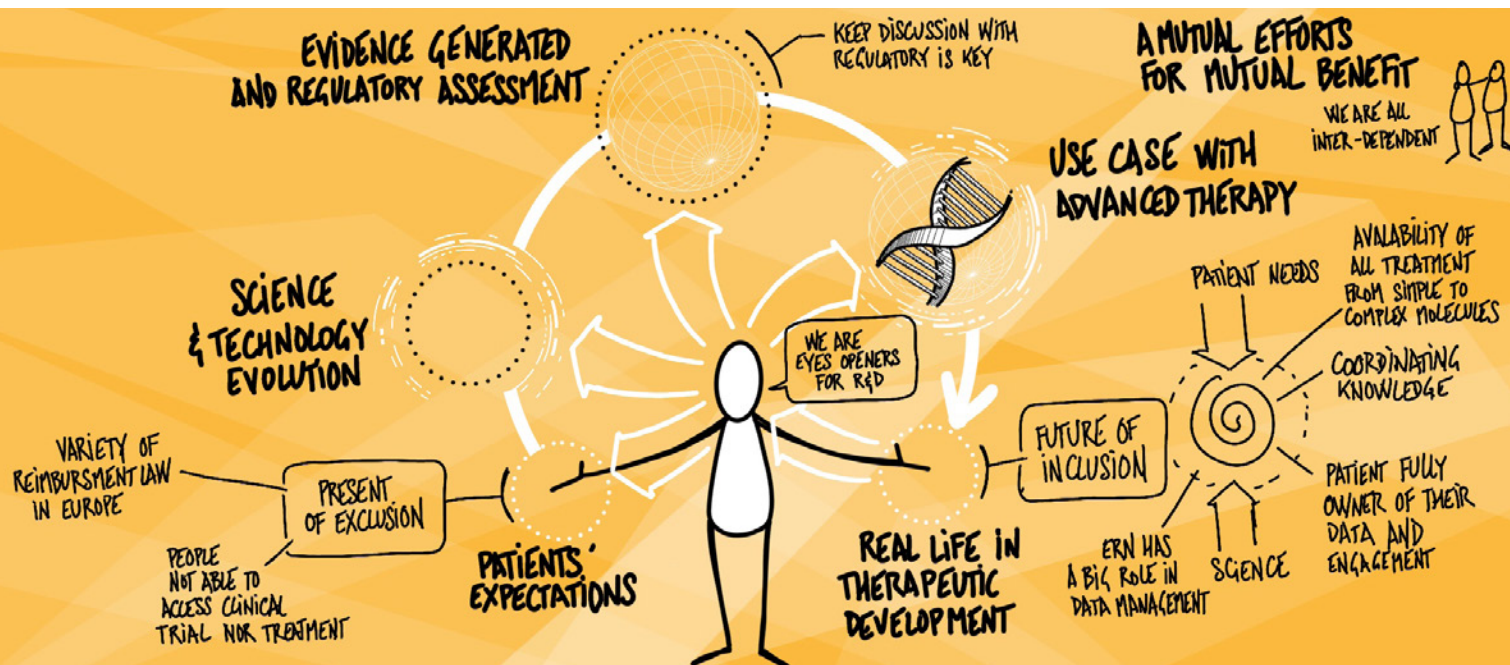 EVIDENCE GENERATED
AND REGULATORY ASSESSMENT
KEEP DISCUSSION WITH
REGULATORY IS KEY
A MUTUAL EFFORTS
FOR MUTUAL BENEFIT
WE ARE ALL
INTER-DEPENDENT
USE CASE WITH
ADVANCED THERAPY
SCIENCE
& TECHNOLOGY
EVOLUTION
WE ARE
EYES OPENERS
FOR R&D
PATIENT NEEDS
AVALABILITY OF
ALL TREATMENT
FROM SIMPLE TO
COMPLEX MOLECULES
COORDINATING
KNOWLEDGE
PATIENT FULLY
OWNER OF THEIR
DATA AND
ENGAGEMENT
SCIENCE
ERN HAS
A BIG ROLE IN
DATA MANAGEMENT
FUTURE OF
INCLUSION
REAL LIFE IN
THERAPEUTIC
DEVELOPMENT
VARIETY OF
REIMBURSMENT LAW
IN EUROPE
PRESENT
OF EXCLUSION
PEOPLE
NOT ABLE TO
ACCESS CLINICAL
TRIAL NOR TREATMENT
PATIENTS'
EXPECTATIONS